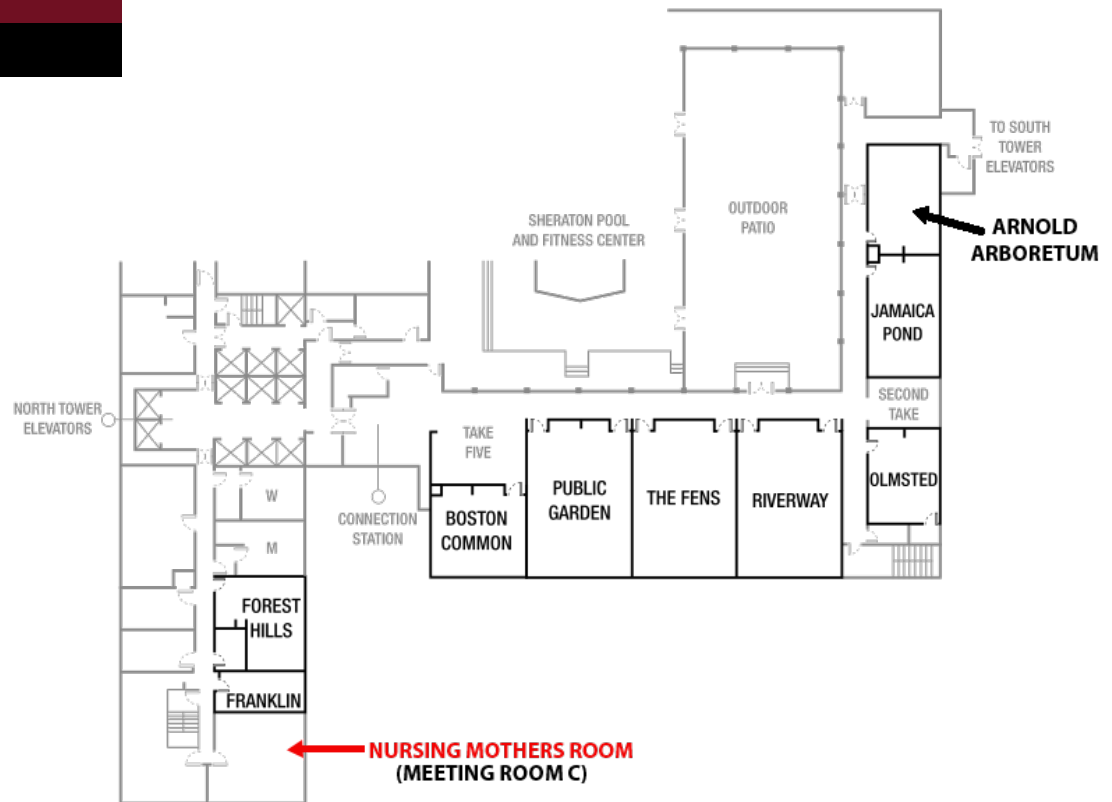 TO SOUTH
TOWER
ELEVATORS
SHERATON POOL
AND FITNESS CENTER
OUTDOOR
PATIO
ARNOLD
ARBORETUM
JAMAICA
POND
SECOND
TAKE
NORTH TOWER
ELEVATORS
TAKE
FIVE
OLMSTED
PUBLIC
GARDEN
THE FENS
RIVERWAY
W
BOSTON
COMMON
CONNECTION
STATION
M
FOREST
HILLS
FRANKLIN
NURSING MOTHERS ROOM
(MEETING ROOM C)